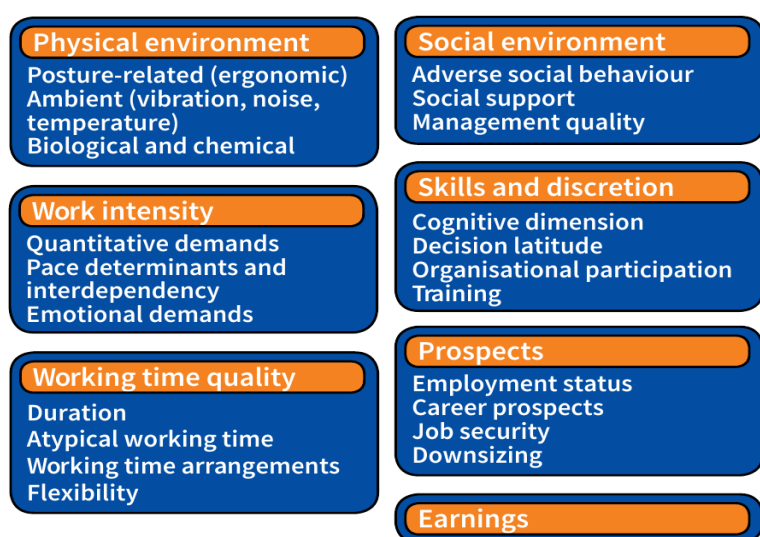 Physical environment
Posture-related (ergonomic)
Ambient (vibration, noise,
temperature)
Biological and chemical
Work intensity
Quantitative demands
Pace determinants and
interdependency
Emotional demands
Working time quality
Duration
Atypical working time
Working time arrangements
Flexibility
Social environment
Adverse social behaviour
Social support
Management quality
Skills and discretion
Cognitive dimension
Decision latitude
Organisational participation
Training
Prospects
Employment status
Career prospects
Job security
Downsizing
Earnings